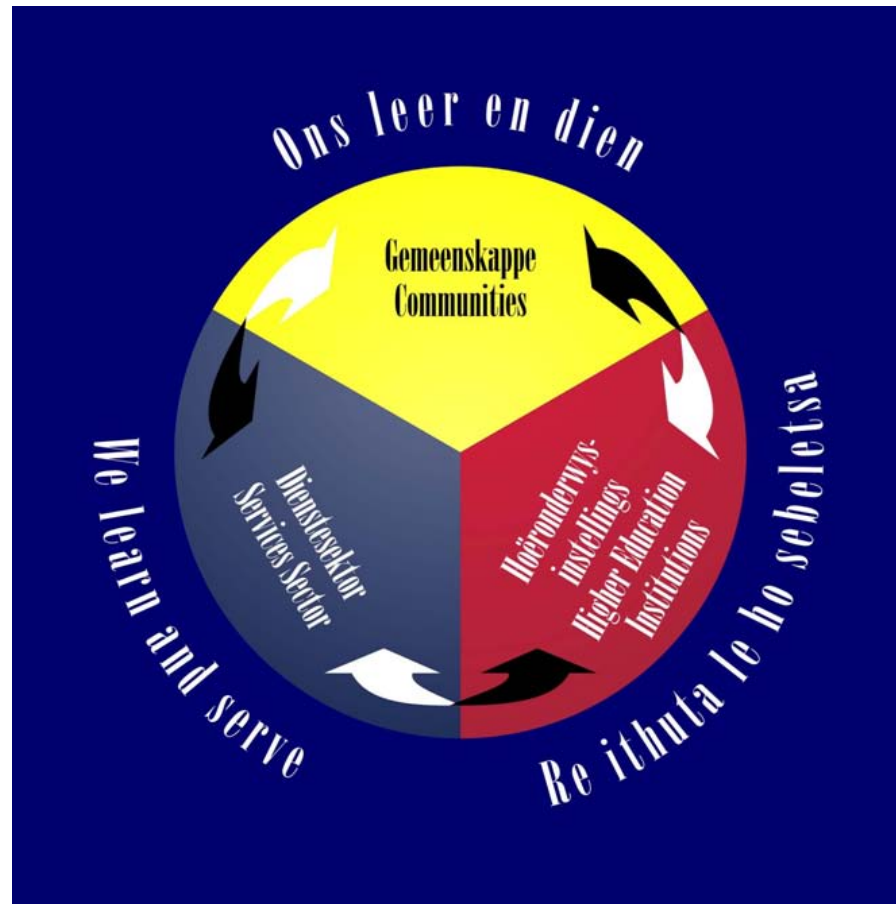 Ons leer en dien
Gemeenskappe
Communities
Dienstesektor
Services Sector
Hoëronderwys-
instellings
Higher Education
Institutions
We learn and serve
Re ithuta le ho sebeletsa